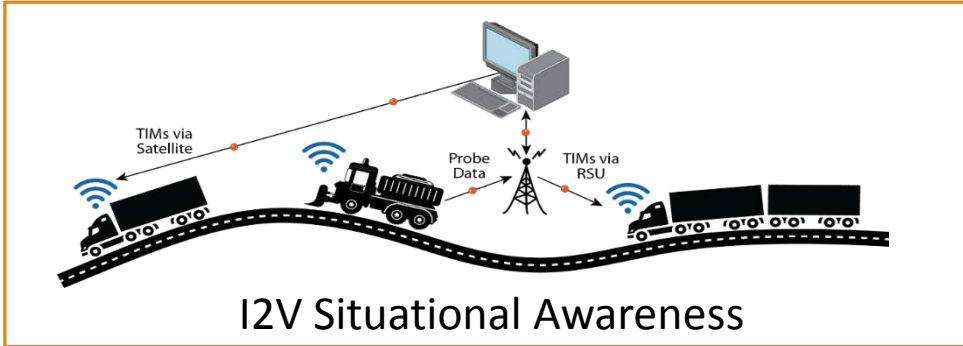 TIMs via
Satellite
Probe
Data
TIMs via
RSU
I2V Situational Awareness